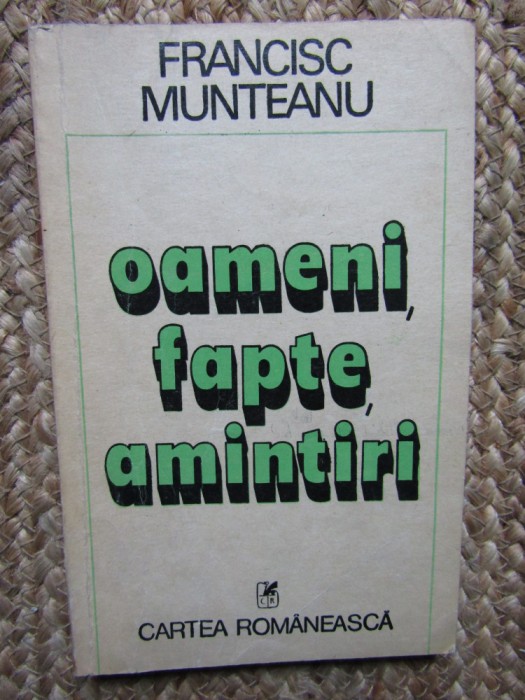 FRANCISC
MUNTEANU
oameni,
fapte,
amintiri
C R
CARTEA ROMÂNEASCĂ